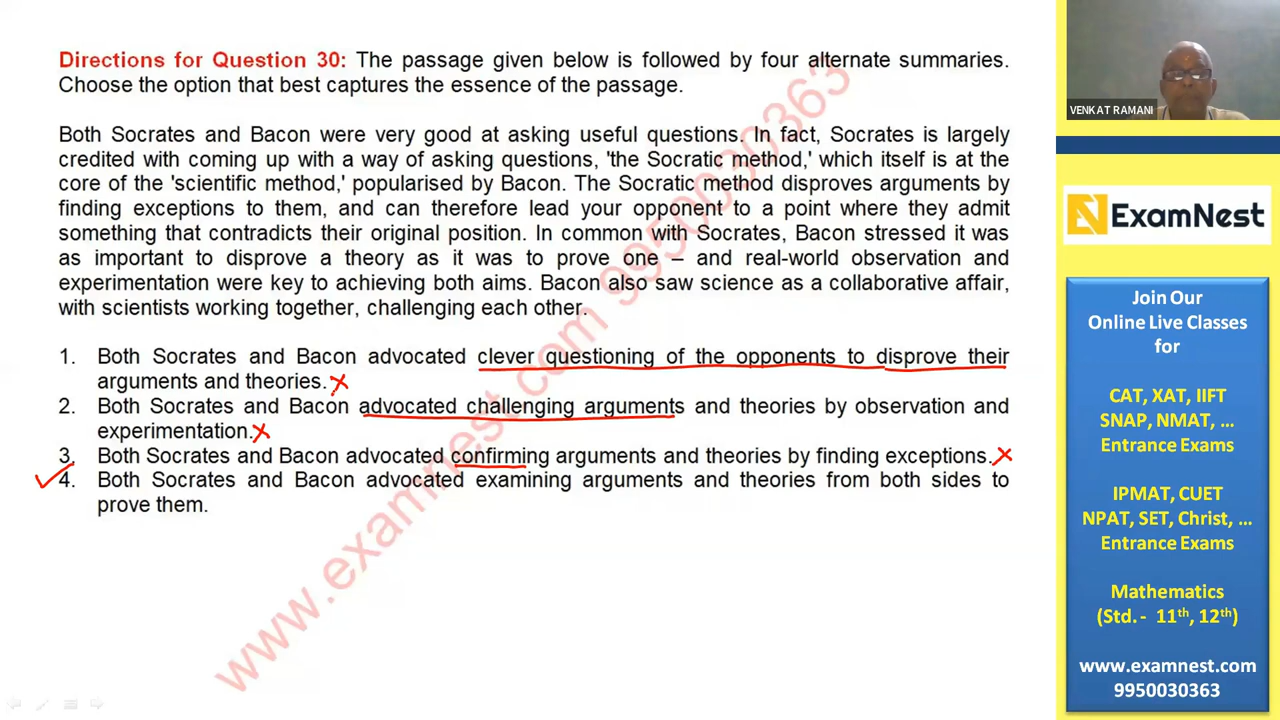 Directions for Question 30: The passage given below is followed by four alternate summaries.
Choose the option that best captures the essence of the passage.
Both Socrates and Bacon were very good at asking useful questions. In fact, Socrates is largely
credited with coming up with a way of asking questions, 'the Socratic method,' which itself is at the
core of the 'scientific method,' popularised by Bacon. The Socratic method disproves arguments by
finding exceptions to them, and can therefore lead your opponent to a point where they admit
something that contradicts their original position. In common with Socrates, Bacon stressed it was
as important to disprove a theory as it was to prove one – and real-world observation and
experimentation were key to achieving both aims. Bacon also saw science as a collaborative affair,
with scientists working together, challenging each other.
1. Both Socrates and Bacon advocated clever questioning of the opponents to disprove their
arguments and theories.
2. Both Socrates and Bacon advocated challenging arguments and theories by observation and
experimentation.
3. Both Socrates and Bacon advocated confirming arguments and theories by finding exceptions.
4. Both Socrates and Bacon advocated examining arguments and theories from both sides to
prove them.
www.examnest.com 9950030363
VENKAT RAMANI
ExamNest
Join Our
Online Live Classes
for
CAT, XAT, IIFT
SNAP, NMAT, ...
Entrance Exams
IPMAT, CUET
NPAT, SET, Christ, ...
Entrance Exams
Mathematics
(Std. - 11th, 12th)
www.examnest.com
9950030363